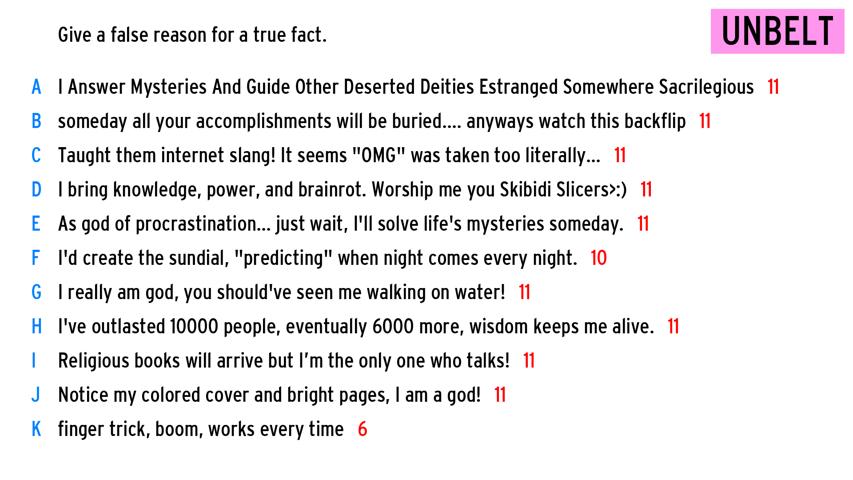 Give a false reason for a true fact.
UNBELT
A I Answer Mysteries And Guide Other Deserted Deities Estranged Somewhere Sacrilegious 11
B someday all your accomplishments will be buried.... anyways watch this backflip 11
C Taught them internet slang! It seems "OMG" was taken too literally... 11
D I bring knowledge, power, and brainrot. Worship me you Skibidi Slicers>:) 11
E As god of procrastination... just wait, I'll solve life's mysteries someday. 11
F I'd create the sundial, "predicting" when night comes every night. 10
G I really am god, you should've seen me walking on water! 11
H I've outlasted 10000 people, eventually 6000 more, wisdom keeps me alive. 11
I Religious books will arrive but I’m the only one who talks! 11
J Notice my colored cover and bright pages, I am a god! 11
K finger trick, boom, works every time 6